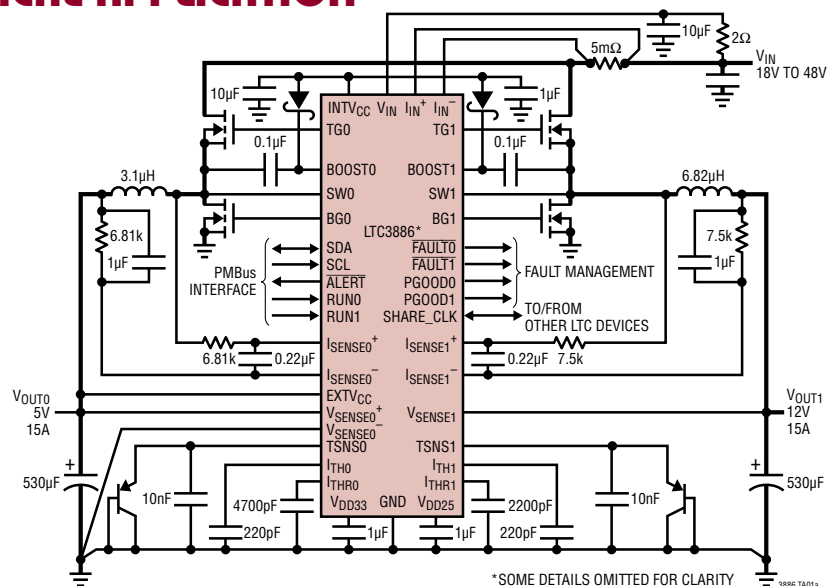 10µF
2Ω
5mΩ
VIN
18V TO 48V
10µF
1µF
INTVCC VIN IIN+ IIN–
TG0 TG1
0.1µF 0.1µF
3.1µH
6.82µH
BOOST0 BOOST1
SW0 SW1
BG0 BG1
LTC3886*
6.81k
1µF
7.5k
1µF
PMBus
INTERFACE
SDA
SCL
ALERT
RUN0
RUN1
FAULT0
FAULT1
PGOOD0
PGOOD1
SHARE_CLK
FAULT MANAGEMENT
TO/FROM
OTHER LTC DEVICES
ISENSE0+ ISENSE1+
6.81k 0.22µF 0.22µF 7.5k
ISENSE0– ISENSE1–
EXTVCC
VOUT0
5V
15A
VSENSE0+ VSENSE1
VSENSE0–
VOUT1
12V
15A
TSNS0 TSNS1
ITH0 ITH1
ITHR0 ITHR1
VDD33 GND VDD25
+
530µF
10nF
4700pF
220pF
1µF
1µF
2200pF
220pF
10nF
+
530µF
*SOME DETAILS OMITTED FOR CLARITY
3886 TA01a